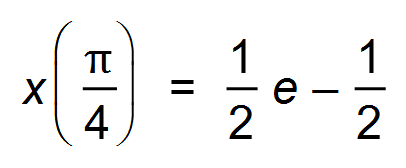 x(π/4) = 1/2 e – 1/2